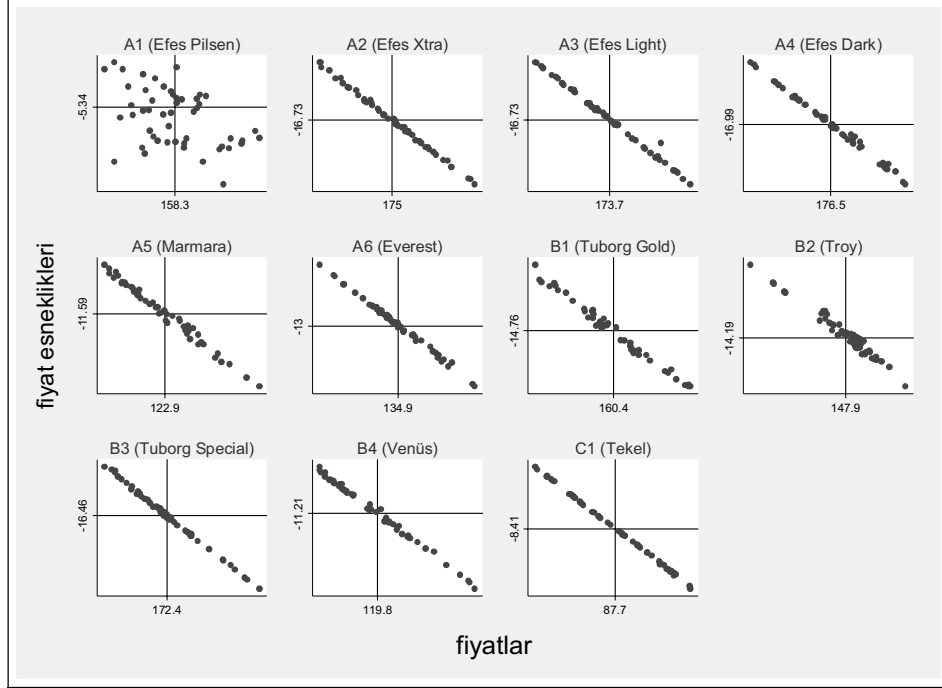 A1 (Efes Pilsen)
-5.34
158.3
A2 (Efes Xtra)
-16.73
175
A3 (Efes Light)
-16.73
173.7
A4 (Efes Dark)
-16.99
176.5
fiyat esneklikleri
A5 (Marmara)
-11.59
122.9
A6 (Everest)
-13
134.9
B1 (Tuborg Gold)
-14.76
160.4
B2 (Troy)
-14.19
147.9
B3 (Tuborg Special)
-16.46
172.4
B4 (Venüs)
-11.21
119.8
C1 (Tekel)
-8.41
87.7
fiyatlar